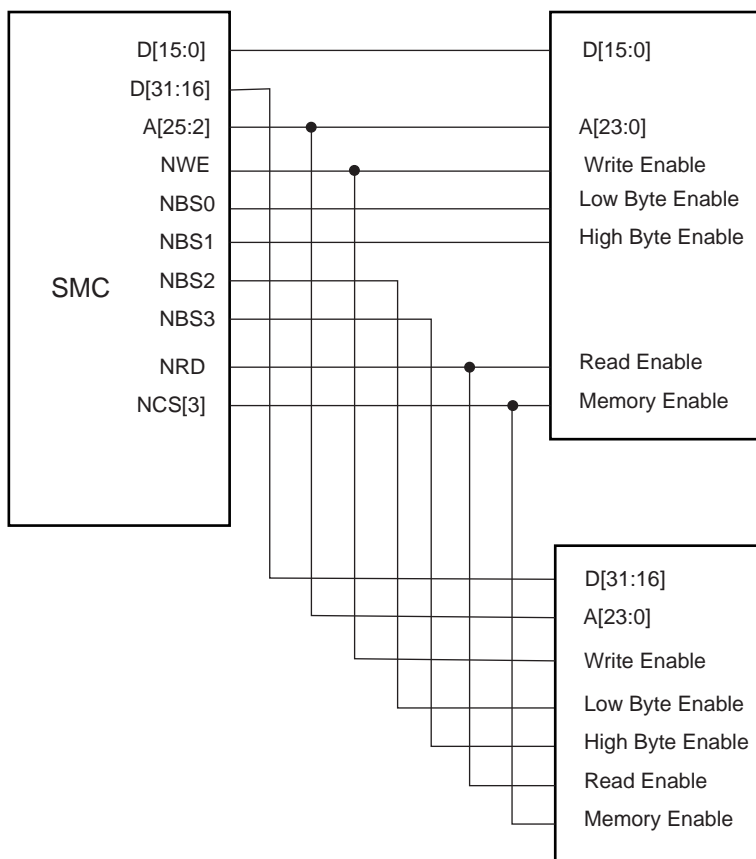 D[15:0]
D[31:16]
A[25:2]
NWE
NBS0
NBS1
NBS2
NBS3
NRD
NCS[3]
SMC
D[15:0]
A[23:0]
Write Enable
Low Byte Enable
High Byte Enable
Read Enable
Memory Enable
D[31:16]
A[23:0]
Write Enable
Low Byte Enable
High Byte Enable
Read Enable
Memory Enable